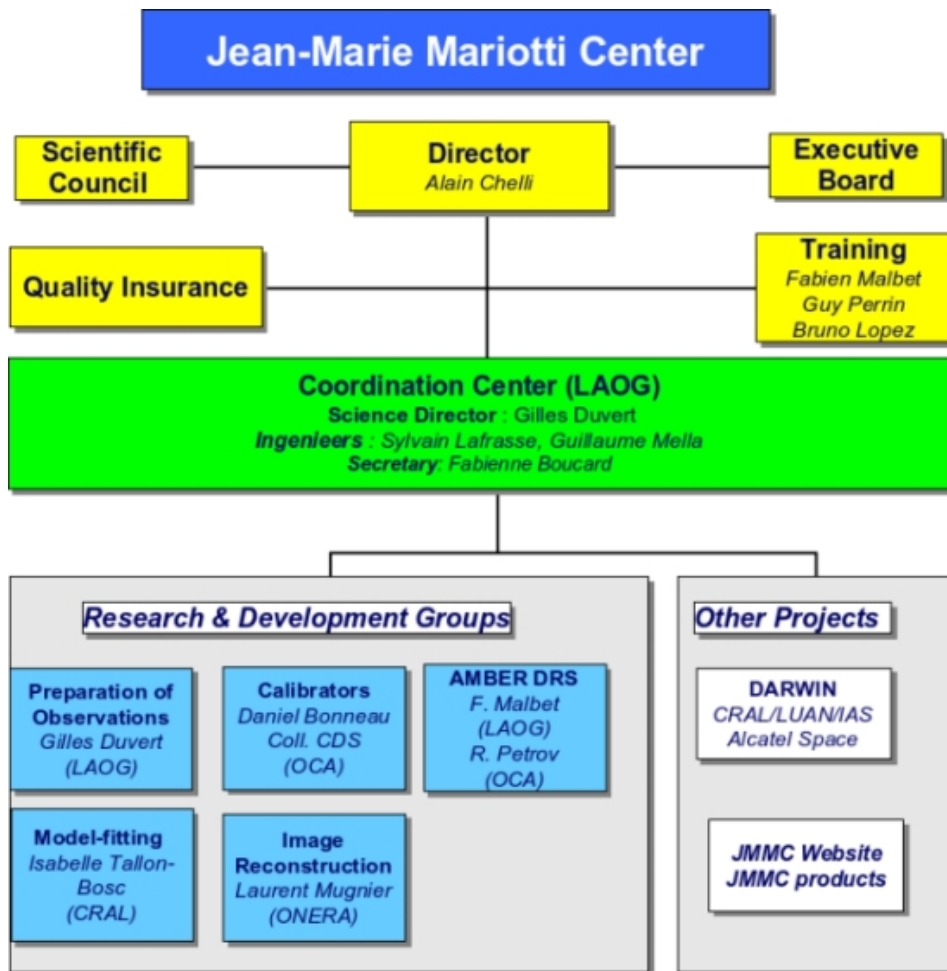 Jean-Marie Mariotti Center
Scientific
Council
Director
Alain Chelli
Executive
Board
Quality Insurance
Training
Fabien Malbet
Guy Perrin
Bruno Lopez
Coordination Center (LAOG)
Science Director : Gilles Duvert
Ingenieers : Sylvain Lafrasse, Guillaume Mella
Secretary: Fabienne Boucard
Research & Development Groups
Preparation of
Observations
Gilles Duvert
(LAOG)
Calibrators
Daniel Bonneau
Coll. CDS
(OCA)
AMBER DRS
F. Malbet
(LAOG)
R. Petrov
(OCA)
Model-fitting
Isabelle Tallon-
Bosc
(CRAL)
Image
Reconstruction
Laurent Mugnier
(ONERA)
Other Projects
DARWIN
CRAL/LUAN/IAS
Alcatel Space
JMMC Website
JMMC products